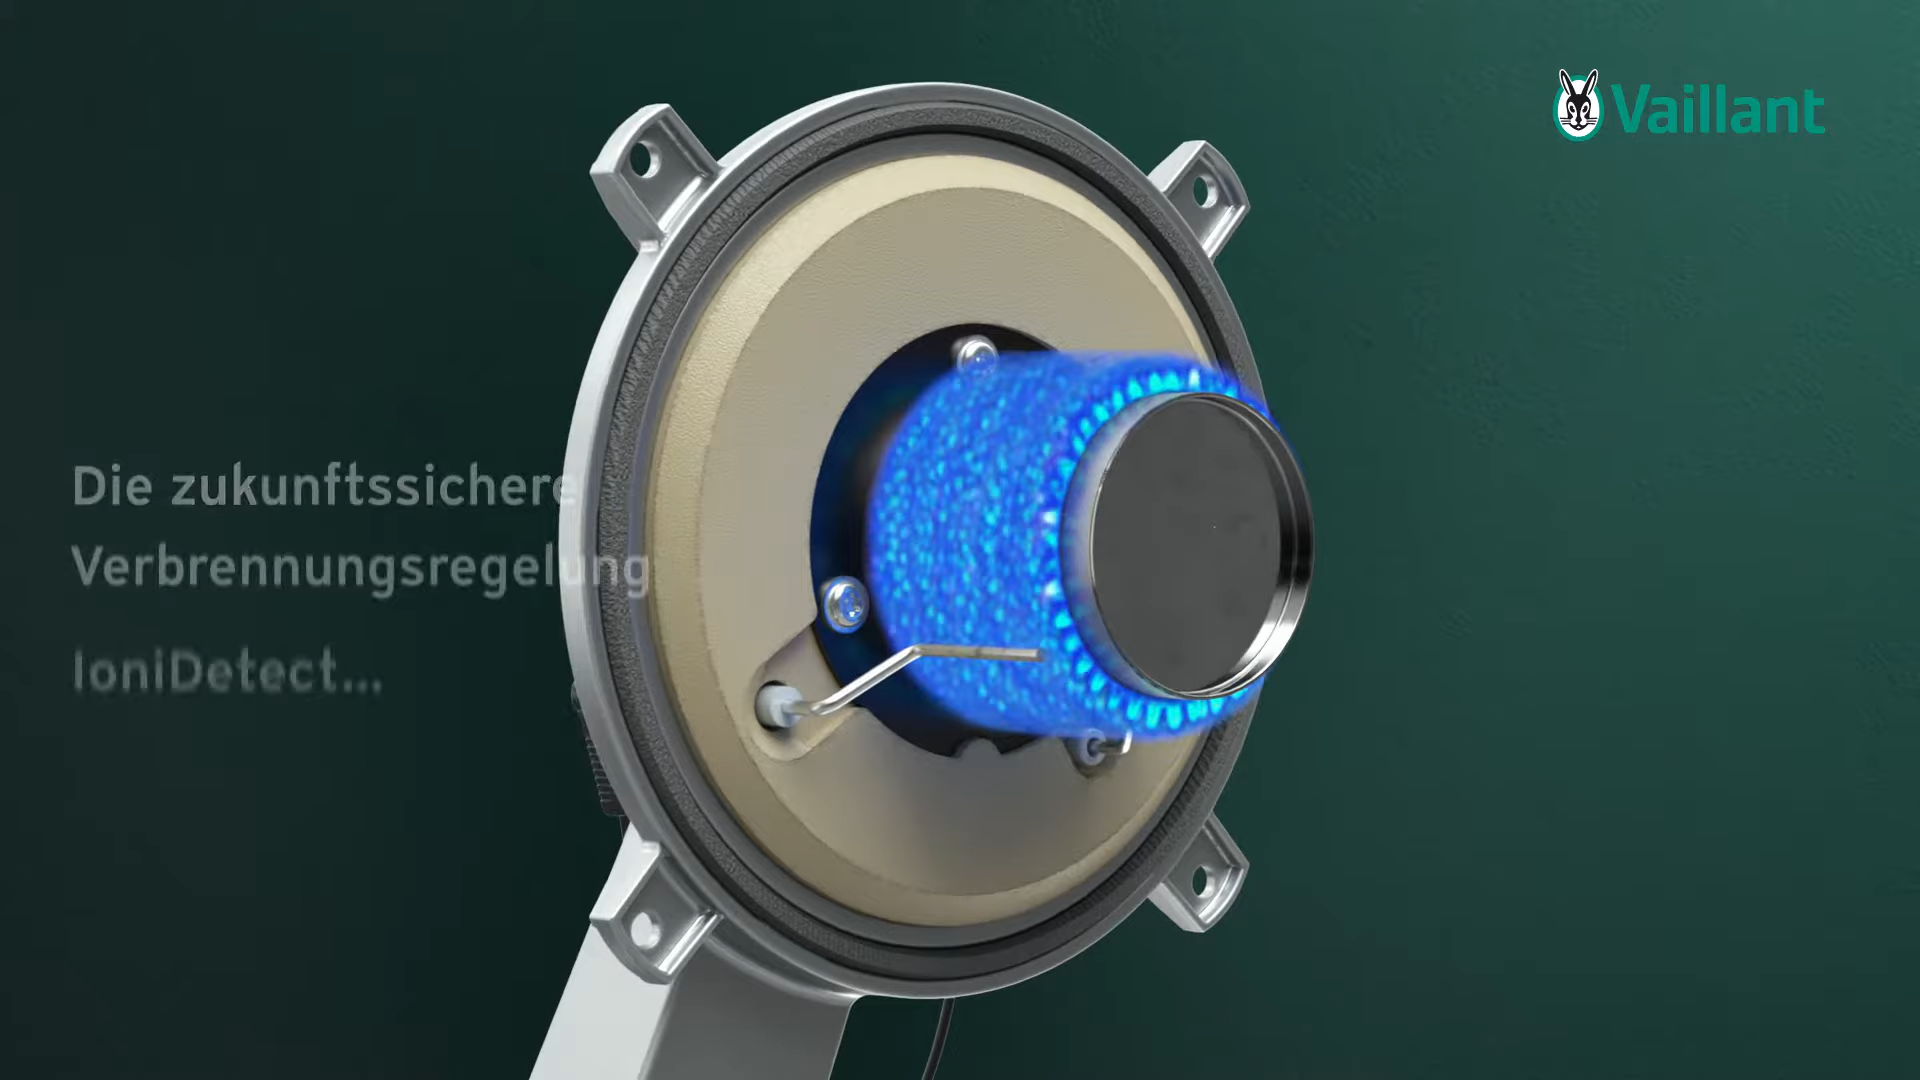 Vaillant
Die zukunftssichere
Verbrennungsregelung
IoniDetect...